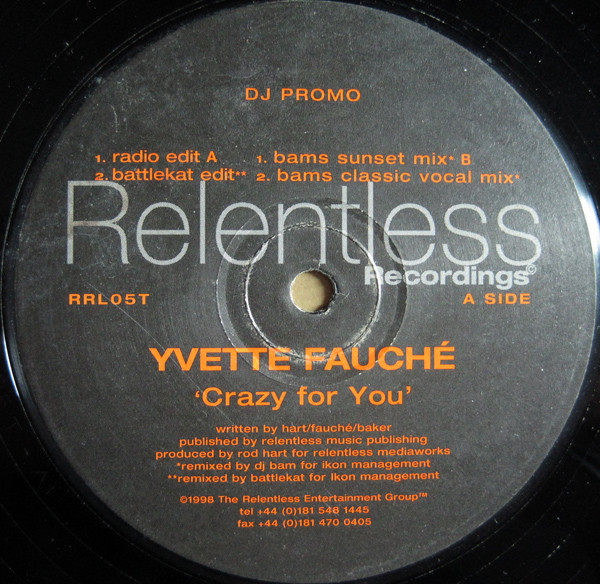 DJ PROMO
1. radio edit A 1. bams sunset mix* B
2. battlekat edit** 2. bams classic vocal mix*
Relentless
Recordings©
RRL05T A SIDE
YVETTE FAUCHÉ
‘Crazy for You’
written by hart/fauché/baker
published by relentless music publishing
produced by rod hart for relentless mediaworks
*remixed by dj bam for ikon management
**remixed by battlekat for Ikon management
©1998 The Relentless Entertainment Group™
tel +44 (0)181 548 1445
fax +44 (0)181 470 0405